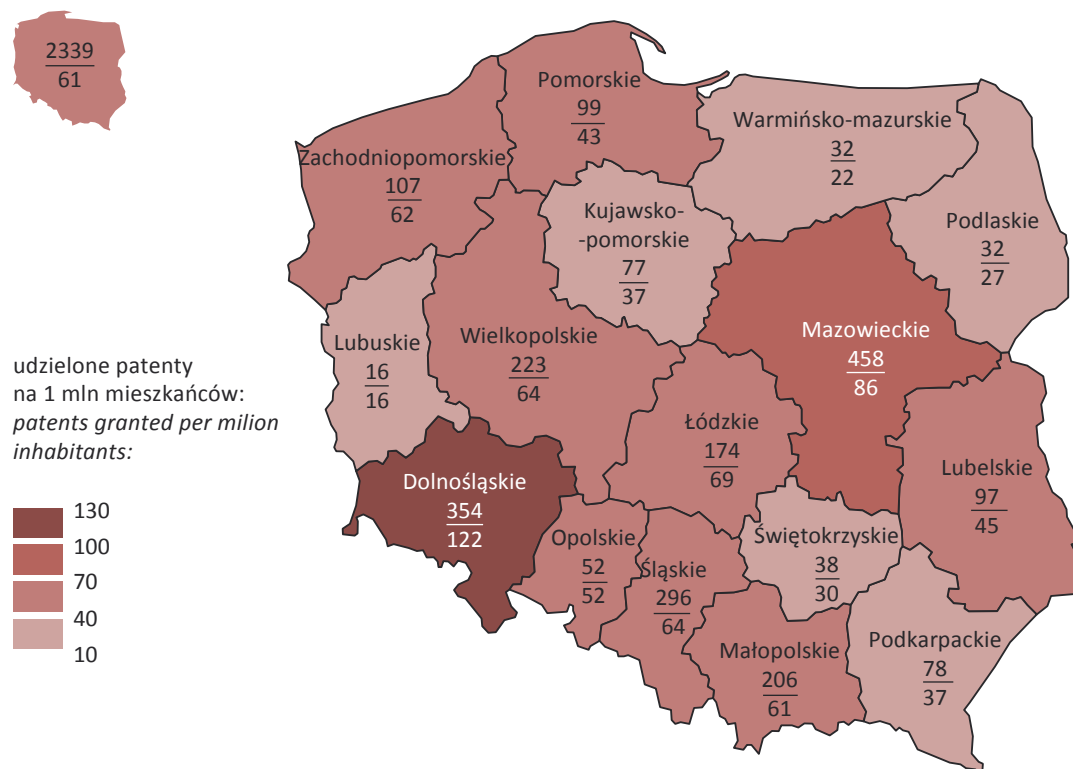 2339
61
Pomorskie
99
43
Warmińsko-mazurskie
32
22
Zachodniopomorskie
107
62
Kujawsko-
-pomorskie
77
37
Podlaskie
32
27
Mazowieckie
458
86
Wielkopolskie
223
64
Lubuskie
16
16
udzielone patenty
na 1 mln mieszkańców:
patents granted per milion
inhabitants:
130
100
70
40
10
Łódzkie
174
69
Lubelskie
97
45
Dolnośląskie
354
122
Opolskie
52
52
Śląskie
296
64
Świętokrzyskie
38
30
Małopolskie
206
61
Podkarpackie
78
37